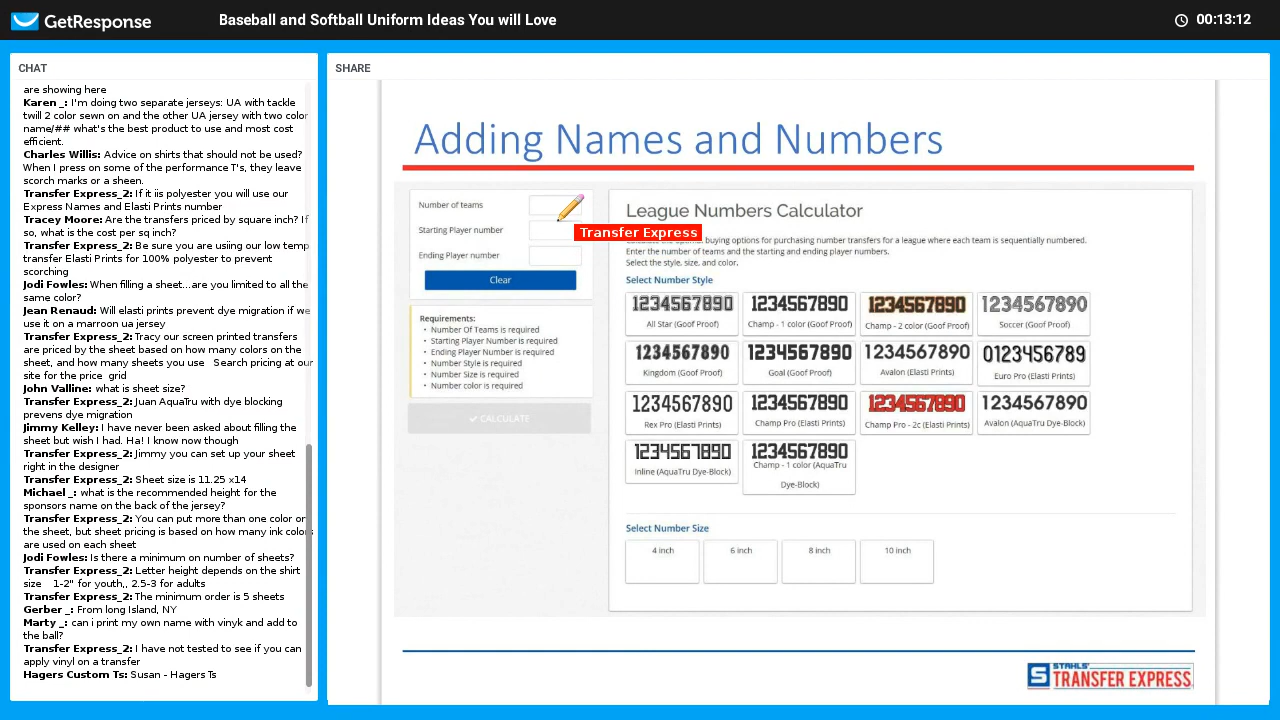 GetResponse
Baseball and Softball Uniform Ideas You will Love
00:13:12
CHAT
are showing here
Karen _: I'm doing two separate jerseys: UA with tackle
twill 2 color sewn on and the other UA jersey with two color
name/## what's the best product to use and most cost
efficient.
Charles Willis: Advice on shirts that should not be used?
When I press on some of the performance T's, they leave
scorch marks or a sheen.
Transfer Express_2: If it iis polyester you will use our
Express Names and Elasti Prints number
Tracey Moore: Are the transfers priced by square inch? If
so, what is the cost per sq inch?
Transfer Express_2: Be sure you are usiing our low temp
transfer Elasti Prints for 100% polyester to prevent
scorching
Jodi Fowles: When filling a sheet...are you limited to all the
same color?
Jean Renaud: Will elasti prints prevent dye migration if we
use it on a marroon ua jersey
Transfer Express_2: Tracy our screen printed transfers
are priced by the sheet based on how many colors on the
sheet, and how many sheets you use  Search pricing at our
site for the price  grid
John Valline: what is sheet size?
Transfer Express_2: Juan AquaTru with dye blocking
prevens dye migration
Jimmy Kelley: I have never been asked about filling the
sheet but wish I had. Ha! I know now though
Transfer Express_2: Jimmy you can set up your sheet
right in the designer
Transfer Express_2: Sheet size is 11.25 x14
Michael _: what is the recommended height for the
sponsors name on the back of the jersey?
Transfer Express_2: You can put more than one color on
the sheet, but sheet pricing is based on how many ink colors
are used on each sheet
Jodi Fowles: Is there a minimum on number of sheets?
Transfer Express_2: Letter height depends on the shirt
size   1-2" for youth,, 2.5-3 for adults
Transfer Express_2: The minimum order is 5 sheets
Gerber _: From long Island, NY
Marty _: can i print my own name with vinyk and add to
the ball?
Transfer Express_2: I have not tested to see if you can
apply vinyl on a transfer
Hagers Custom Ts: Susan - Hagers Ts
SHARE
Adding Names and Numbers
Number of teams
Starting Player number
Ending Player number
Clear
Requirements:
• Number Of Teams is required
• Starting Player Number is required
• Ending Player Number is required
• Number Style is required
• Number Size is required
• Number color is required
CALCULATE
Transfer Express
League Numbers Calculator
buying options for purchasing number transfers for a league where each team is sequentially numbered.
Enter the number of teams and the starting and ending player numbers.
Select the style, size, and color.
Select Number Style
1234567890 1234567890 1234567890 1234567890
All Star (Goof Proof) Champ - 1 color (Goof Proof) Champ - 2 color (Goof Proof) Soccer (Goof Proof)
1234567890 1234567890 1234567890 0123456789
Kingdom (Goof Proof) Goal (Goof Proof) Avalon (Elasti Prints) Euro Pro (Elasti Prints)
1234567890 1234567890 1234567890 1234567890
Rex Pro (Elasti Prints) Champ Pro (Elasti Prints) Champ Pro - 2c (Elasti Prints) Avalon (AquaTru Dye-Block)
1234567890 1234567890
Inline (AquaTru Dye-Block) Champ - 1 color (AquaTru
Dye-Block)
Select Number Size
4 inch 6 inch 8 inch 10 inch
S STAHLS'
TRANSFER EXPRESS